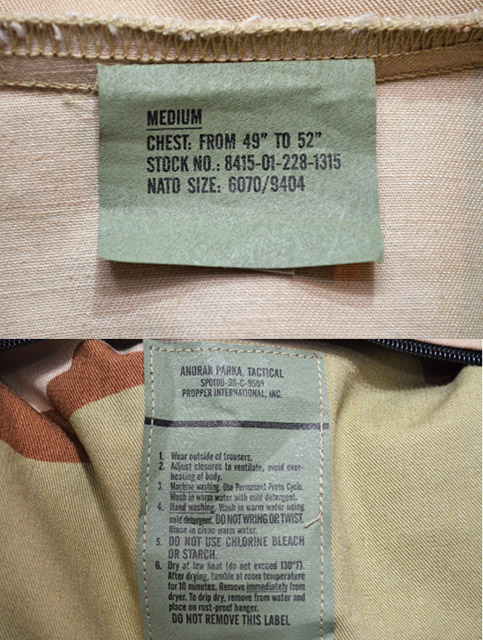 MEDIUM
CHEST: FROM 49" TO 52"
STOCK NO.: 8415-01-228-1315
NATO SIZE: 6070/9404
ANORAK PARKA, TACTICAL
PROPPER INTERNATIONAL, INC.
1. Wear outside of trousers.
2. Adjust closures to ventilate, avoid over-
heating of body.
3. Machine washing. Use Permanent Press Cycle.
Wash in warm water with mild detergent.
4. Hand washing. Wash in warm water using
mild detergent. DO NOT WRING OR TWIST.
Rinse in clean warm water.
5. DO NOT USE CHLORINE BLEACH
OR STARCH.
6. Dry at low heat (do not exceed 130°F).
After drying, tumble at room temperature
for 10 minutes. Remove immediately from
dryer. To drip dry, remove from water and
place on rust-proof hanger.
DO NOT REMOVE THIS LABEL